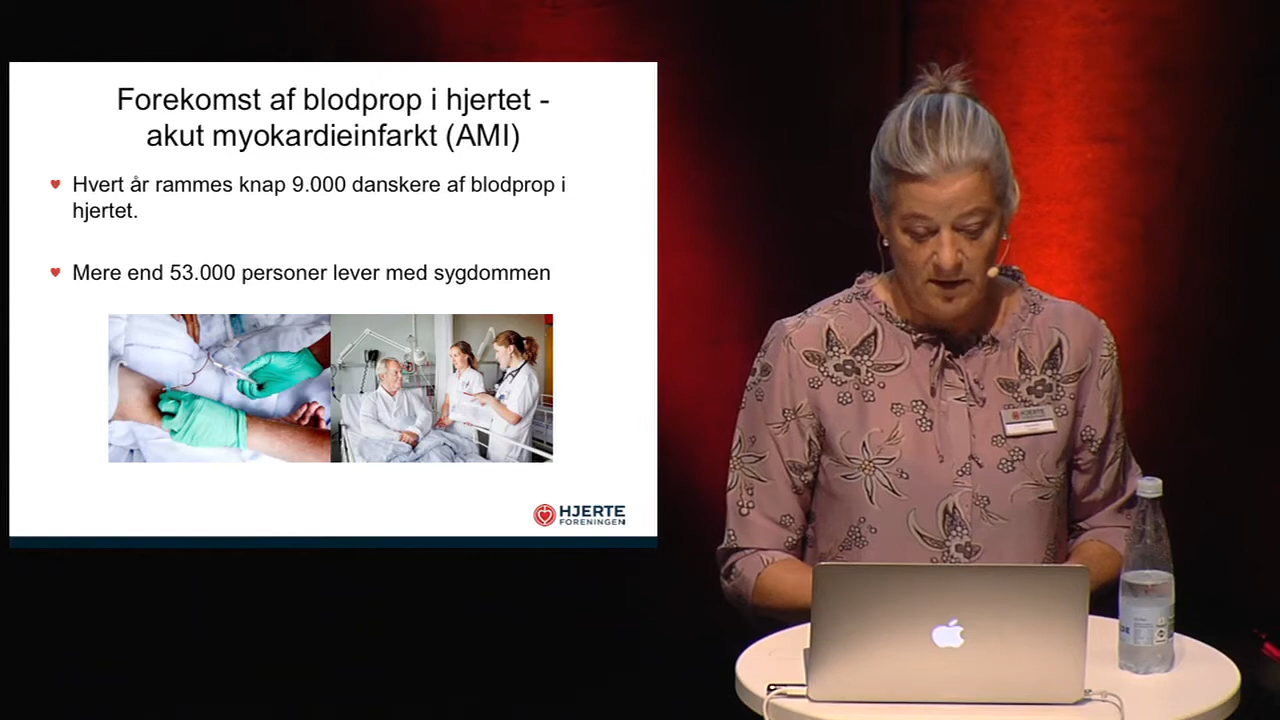 Forekomst af blodprop i hjertet -
akut myokardieinfarkt (AMI)
Hvert år rammes knap 9.000 danskere af blodprop i
hjertet.
Mere end 53.000 personer lever med sygdommen
HJERTE
FORENINGEN
HJERTE